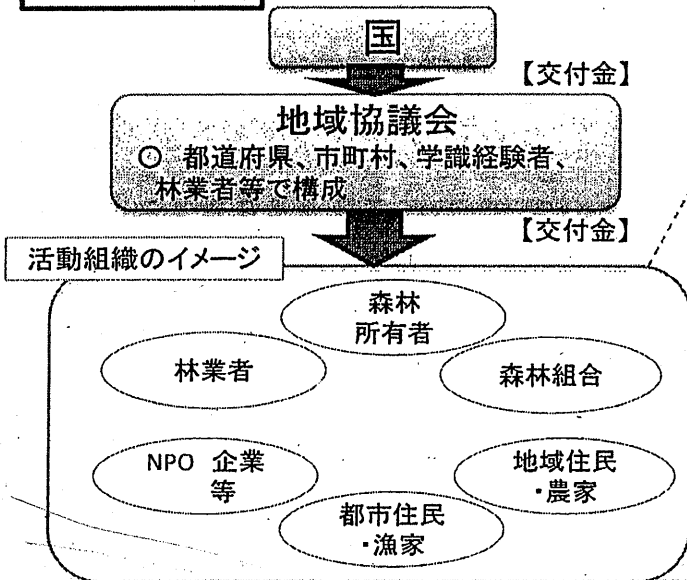 国
【交付金】
地域協議会
○ 都道府県、市町村、学識経験者、
林業者等で構成
【交付金】
活動組織のイメージ
森林
所有者
林業者
森林組合
NPO 企業
等
地域住民
・農家
都市住民
・漁家